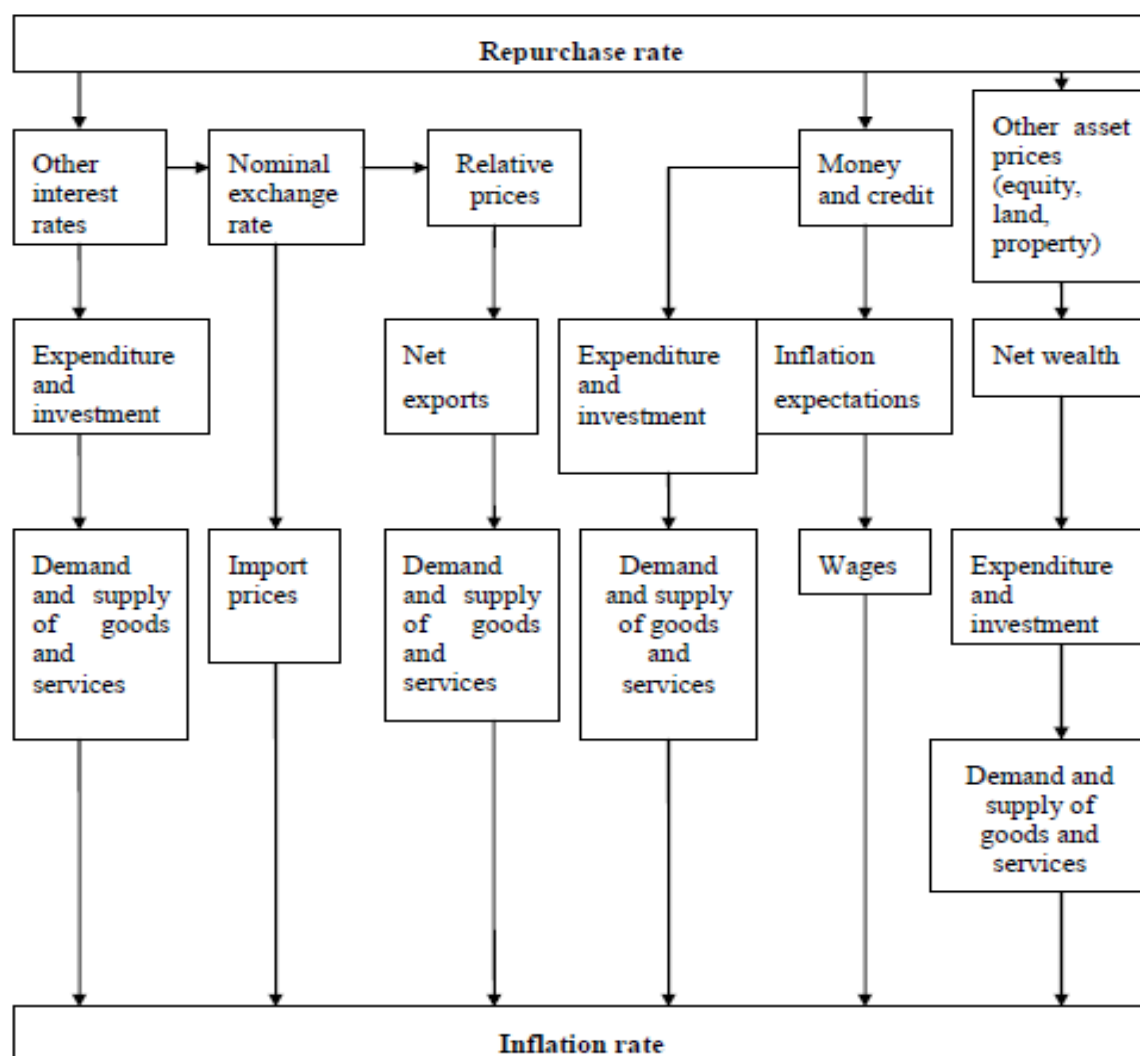 Repurchase rate
Other
interest
rates
Nominal
exchange
rate
Relative
prices
Money
and credit
Other asset
prices
(equity,
land,
property)
Expenditure
and
investment
Net
exports
Expenditure
and
investment
Inflation
expectations
Net wealth
Demand
and supply
of goods
and
services
Import
prices
Demand
and supply
of goods
and
services
Demand
and supply
of goods
and
services
Wages
Expenditure
and
investment
Demand and
supply of
goods and
services
Inflation rate